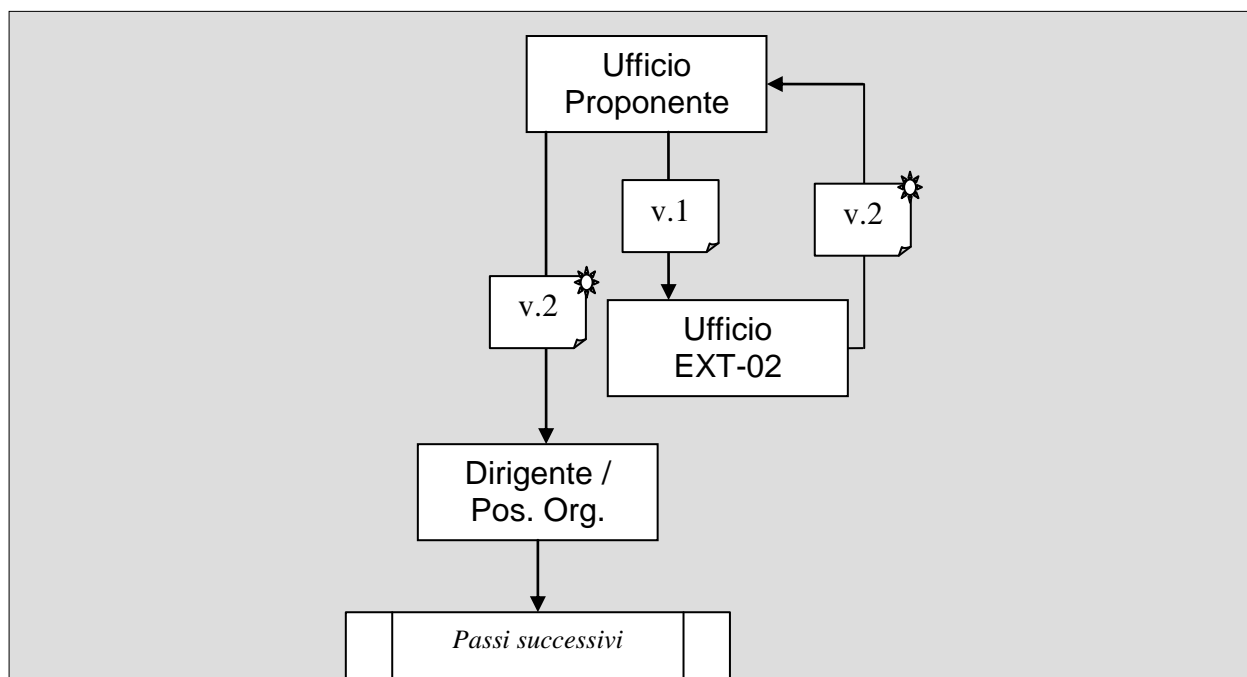 Ufficio
Proponente
v.1
v.2
v.2
Ufficio
EXT-02
Dirigente /
Pos. Org.
Passi successivi